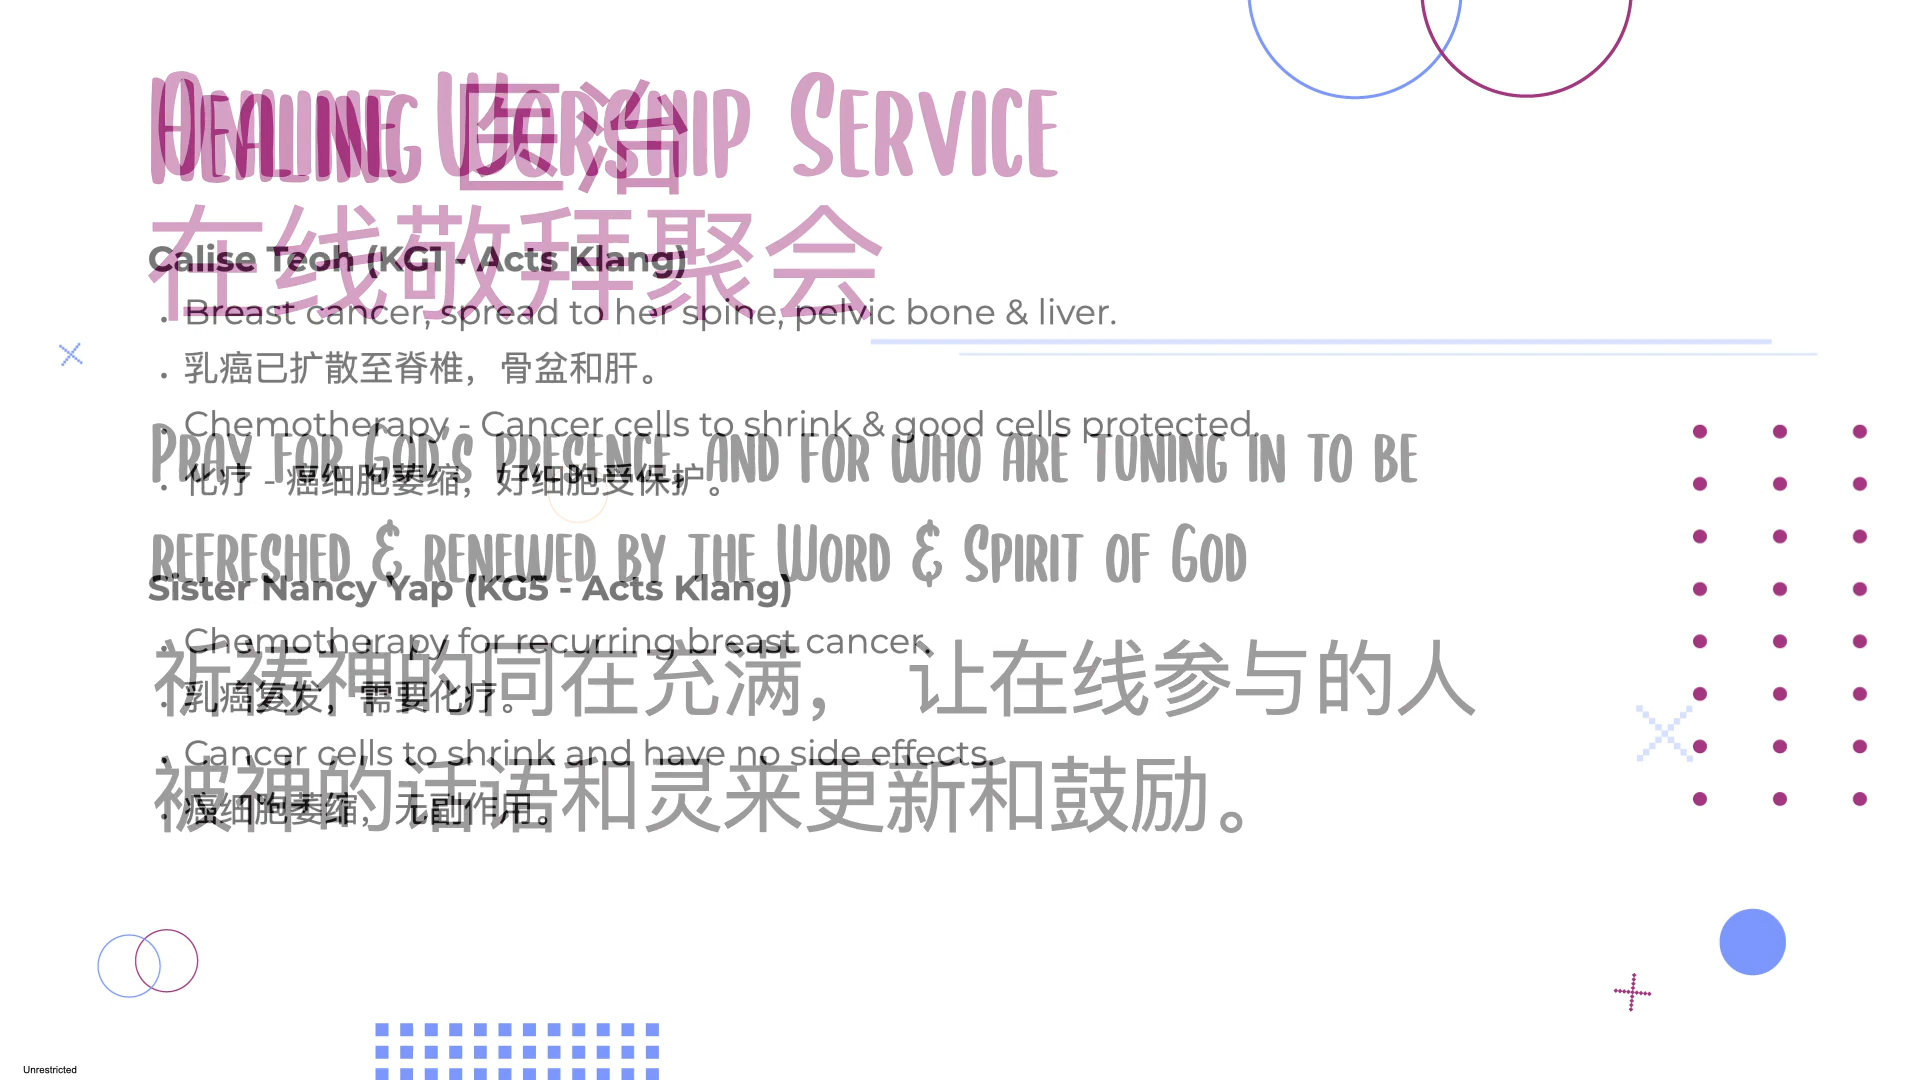 Healing 医治
Calise Teoh (KG1 - Acts Klang)
• Breast cancer, spread to her spine, pelvic bone & liver.
• 乳癌已扩散至脊椎，骨盆和肝。
• Chemotherapy - Cancer cells to shrink & good cells protected.
• 化疗 - 癌细胞萎缩，好细胞受保护。
Sister Nancy Yap (KG5 - Acts Klang)
• Chemotherapy for recurring breast cancer.
• 乳癌复发，需要化疗。
• Cancer cells to shrink and have no side effects.
• 癌细胞萎缩，无副作用。
Online Worship Service
在线敬拜聚会
Pray for God's presence, and for who are tuning in to be
refreshed & renewed by the Word & Spirit of God
祈祷神的同在充满， 让在线参与的人
被神的话语和灵来更新和鼓励。
Unrestricted